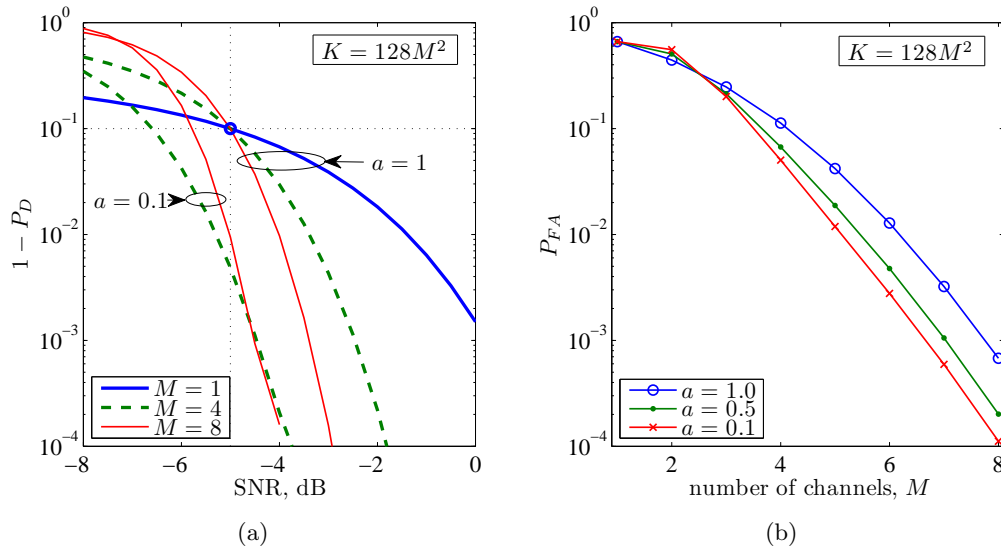 10^0
10^{-1}
10^{-2}
10^{-3}
10^{-4}
1 − P_D
K = 128M^2
a = 1
a = 0.1
M = 1
M = 4
M = 8
−8
−6
−4
−2
0
SNR, dB
(a)
10^0
10^{-1}
10^{-2}
10^{-3}
10^{-4}
P_{FA}
K = 128M^2
a = 1.0
a = 0.5
a = 0.1
2
4
6
8
number of channels, M
(b)